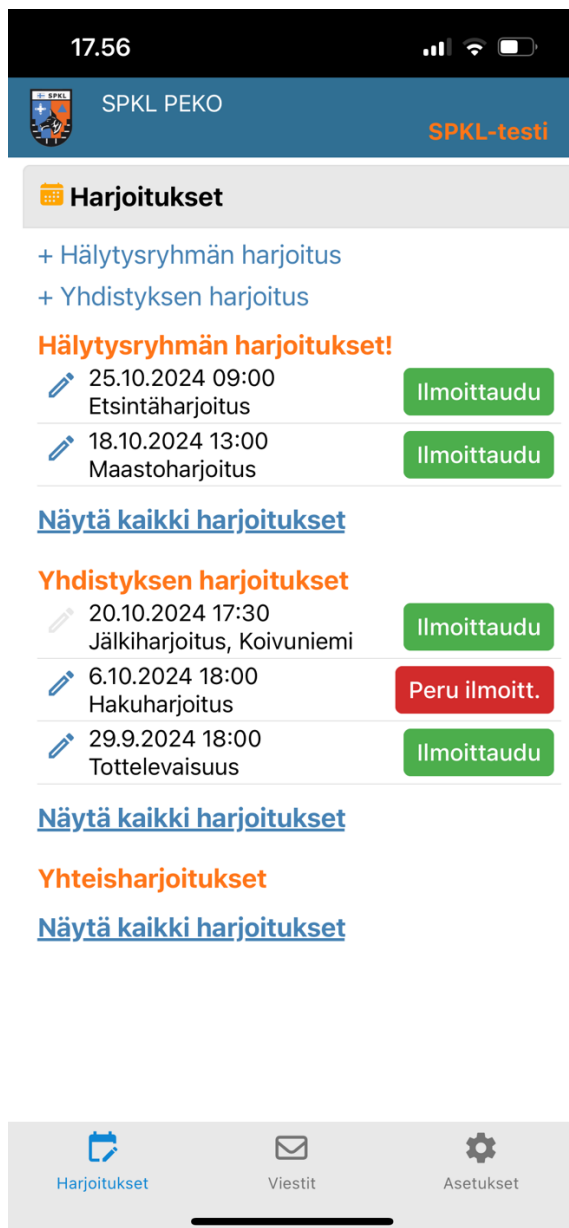 17.56
SPKL
SPKL PEKO
SPKL-testi
Harjoitukset
+ Hälytysryhmän harjoitus
+ Yhdistyksen harjoitus
Hälytysryhmän harjoitukset!
25.10.2024 09:00
Etsintäharjoitus
Ilmoittaudu
18.10.2024 13:00
Maastoharjoitus
Ilmoittaudu
Näytä kaikki harjoitukset
Yhdistyksen harjoitukset
20.10.2024 17:30
Jälkiharjoitus, Koivuniemi
Ilmoittaudu
6.10.2024 18:00
Hakuharjoitus
Peru ilmoitt.
29.9.2024 18:00
Tottelevaisuus
Ilmoittaudu
Näytä kaikki harjoitukset
Yhteisharjoitukset
Näytä kaikki harjoitukset
Harjoitukset
Viestit
Asetukset